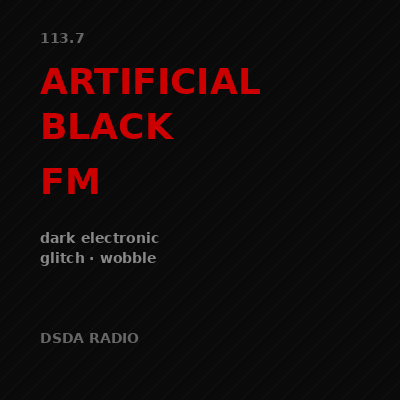 113.7
ARTIFICIAL
BLACK
FM
dark electronic
glitch · wobble
DSDA RADIO